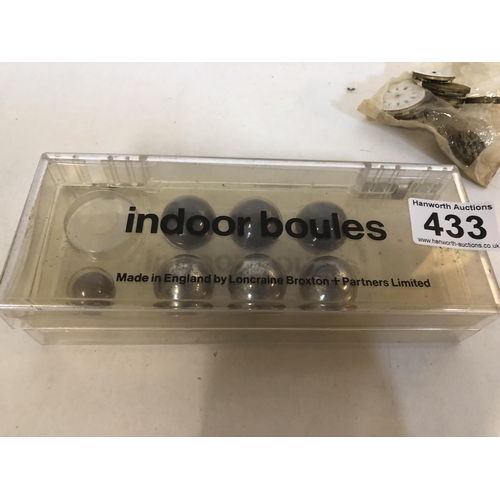 indoor boules
Made in England by Loncraine Broxton + Partners Limited
Hanworth Auctions
433
www.hanworth-auctions.co.uk